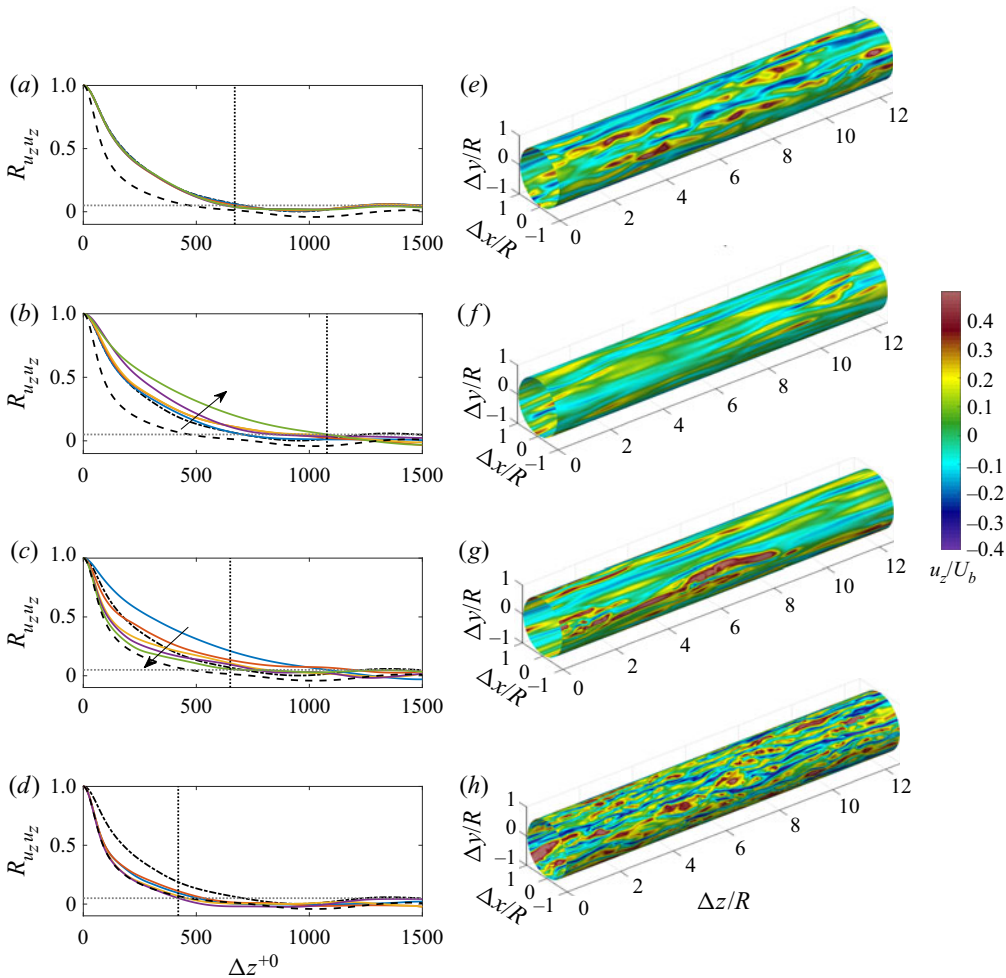 (a)
1.0
0.5
0
R_{u_z u_z}
0 500 1000 1500
(b)
1.0
0.5
0
R_{u_z u_z}
0 500 1000 1500
(c)
1.0
0.5
0
R_{u_z u_z}
0 500 1000 1500
(d)
1.0
0.5
0
R_{u_z u_z}
0 500 1000 1500
Δz^{+0}
(e)
1
0
–1
Δy/R
1
0
–1
Δx/R
0 2 4 6 8 10 12
(f)
1
0
–1
Δy/R
1
0
–1
Δx/R
0 2 4 6 8 10 12
(g)
1
0
–1
Δy/R
1
0
–1
Δx/R
0 2 4 6 8 10 12
(h)
1
0
–1
Δy/R
1
0
–1
Δx/R
0 2 4 6 8 10 12
Δz/R
0.4
0.3
0.2
0
–0.1
–0.2
–0.3
–0.4
u_z/U_b